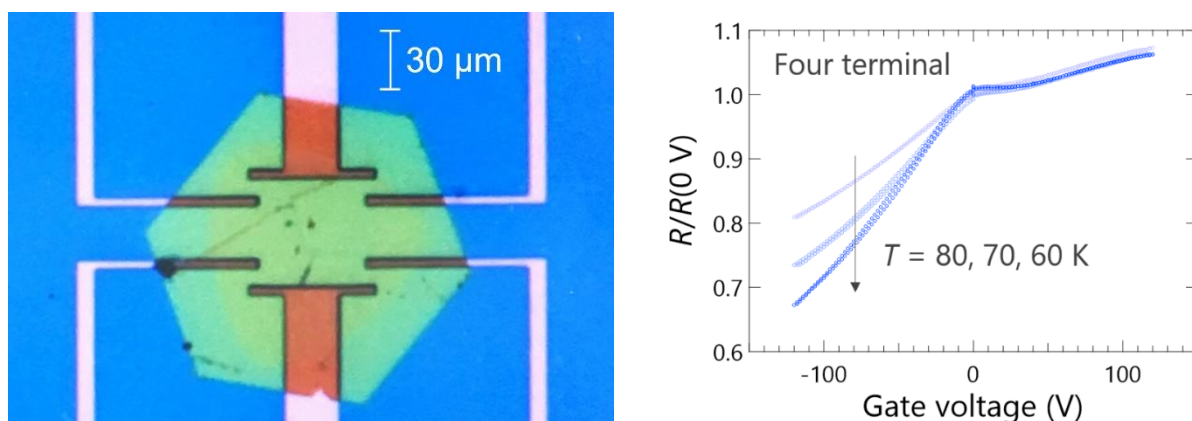 30 μm
1.1
Four terminal
1.0
0.9
0.8
T = 80, 70, 60 K
0.7
0.6
R/R(0 V)
-100
0
100
Gate voltage (V)